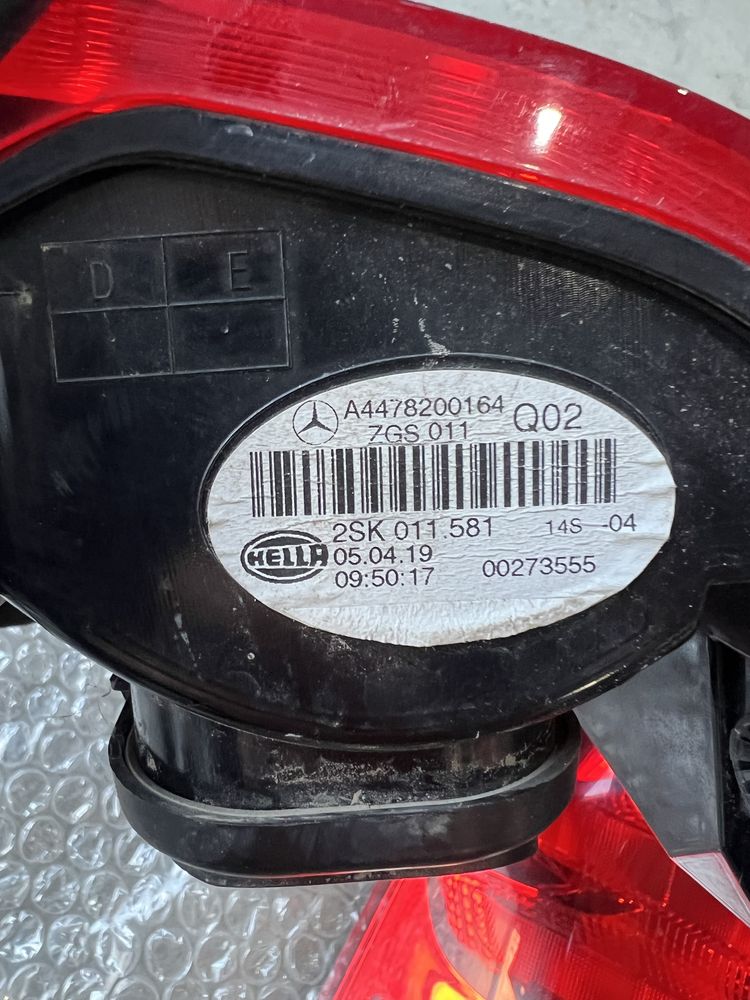 D E
A4478200164
ZGS 011 Q02
2SK 011.581 14S -04
HELLA
05.04.19
09:50:17 00273555